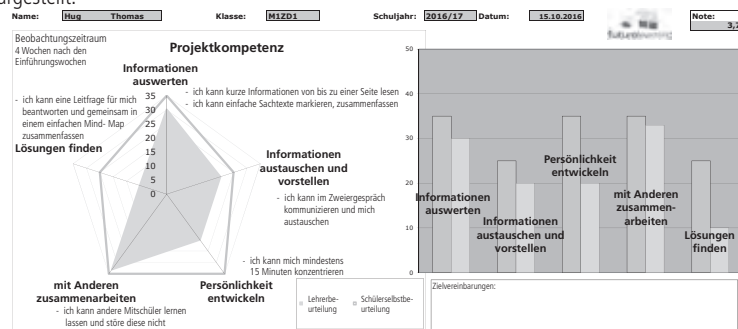 argestellt.
Name: Hug Thomas Klasse: M1ZD1 Schuljahr: 2016/17 Datum: 15.10.2016 Note:
3,7
Beobachtungszeitraum
4 Wochen nach den
Einführungswochen
Projektkompetenz
Informationen
auswerten
- ich kann kurze Informationen von bis zu einer Seite lesen
- ich kann einfache Sachtexte markieren, zusammenfassen
- ich kann eine Leitfrage für mich
beantworten und gemeinsam in
einem einfachen Mind- Map
zusammenfassen
Lösungen finden
35
30
25
20
15
10
5
0
Informationen
austauschen und
vorstellen
- ich kann im Zweiergespräch
kommunizieren und mich
austauschen
- ich kann mich mindestens
15 Minuten konzentrieren
Persönlichkeit
entwickeln
mit Anderen
zusammenarbeiten
- ich kann andere Mitschüler lernen
lassen und störe diese nicht
Lehrerbe-
urteilung
Schülerselbstbe-
urteilung
50
40
30
20
10
0
Informationen
auswerten
Informationen
austauschen und
vorstellen
Persönlichkeit
entwickeln
mit Anderen
zusammen-
arbeiten
Lösungen
finden
Zielvereinbarungen: